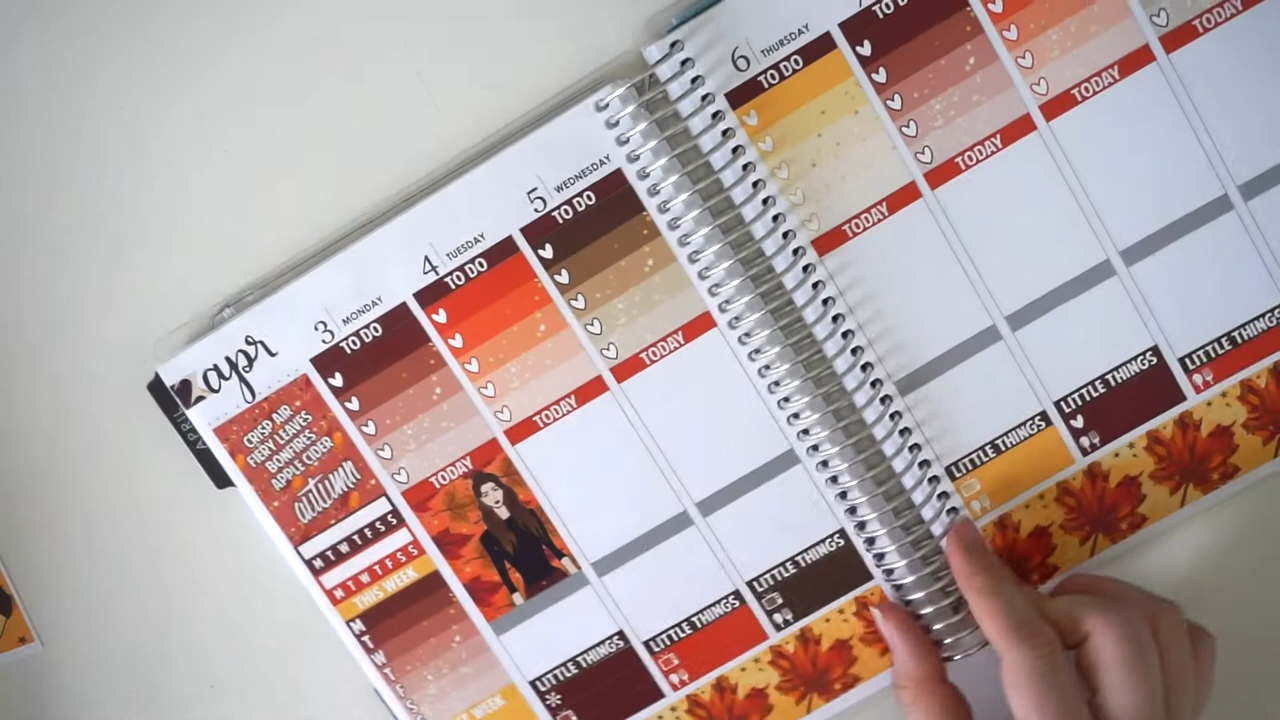 apr
APRIL
CRISP AIR
FIERY LEAVES
BONFIRES
APPLE CIDER
autumn
M T W T F S S
M T W T F S S
THIS WEEK
M
T
W
T
F
S
WEEK
3 MONDAY
TO DO
TODAY
LITTLE THINGS
4 TUESDAY
TO DO
TODAY
LITTLE THINGS
5 WEDNESDAY
TO DO
TODAY
LITTLE THINGS
6 THURSDAY
TO DO
TODAY
LITTLE THINGS
TO D
TODAY
LITTLE THINGS
TODAY
LITTLE THINGS
TODAY